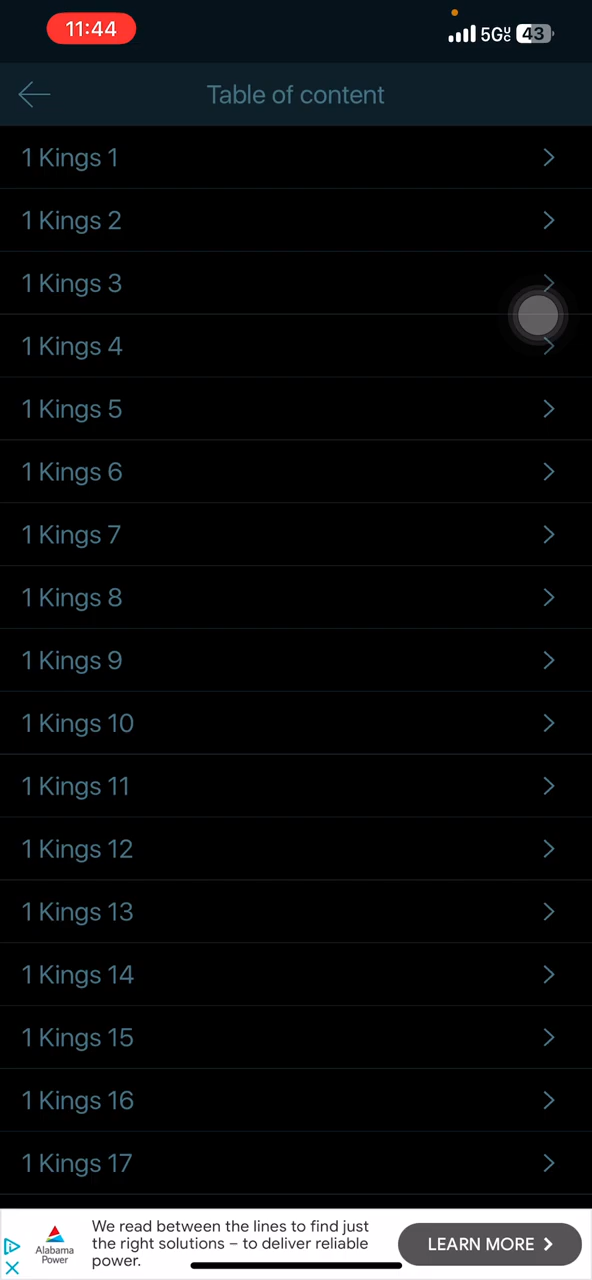 11:44
5G
43
Table of content
1 Kings 1
1 Kings 2
1 Kings 3
1 Kings 4
1 Kings 5
1 Kings 6
1 Kings 7
1 Kings 8
1 Kings 9
1 Kings 10
1 Kings 11
1 Kings 12
1 Kings 13
1 Kings 14
1 Kings 15
1 Kings 16
1 Kings 17
Alabama
Power
We read between the lines to find just
the right solutions – to deliver reliable
power.
LEARN MORE